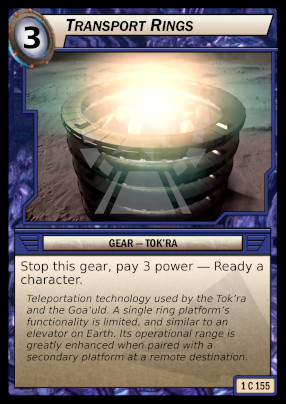 3
TRANSPORT RINGS
GEAR – TOK'RA
Stop this gear, pay 3 power — Ready a
character.
Teleportation technology used by the Tok'ra
and the Goa'uld. A single ring platform's
functionality is limited, and similar to an
elevator on Earth. Its operational range is
greatly enhanced when paired with a
secondary platform at a remote destination.
1 C 155